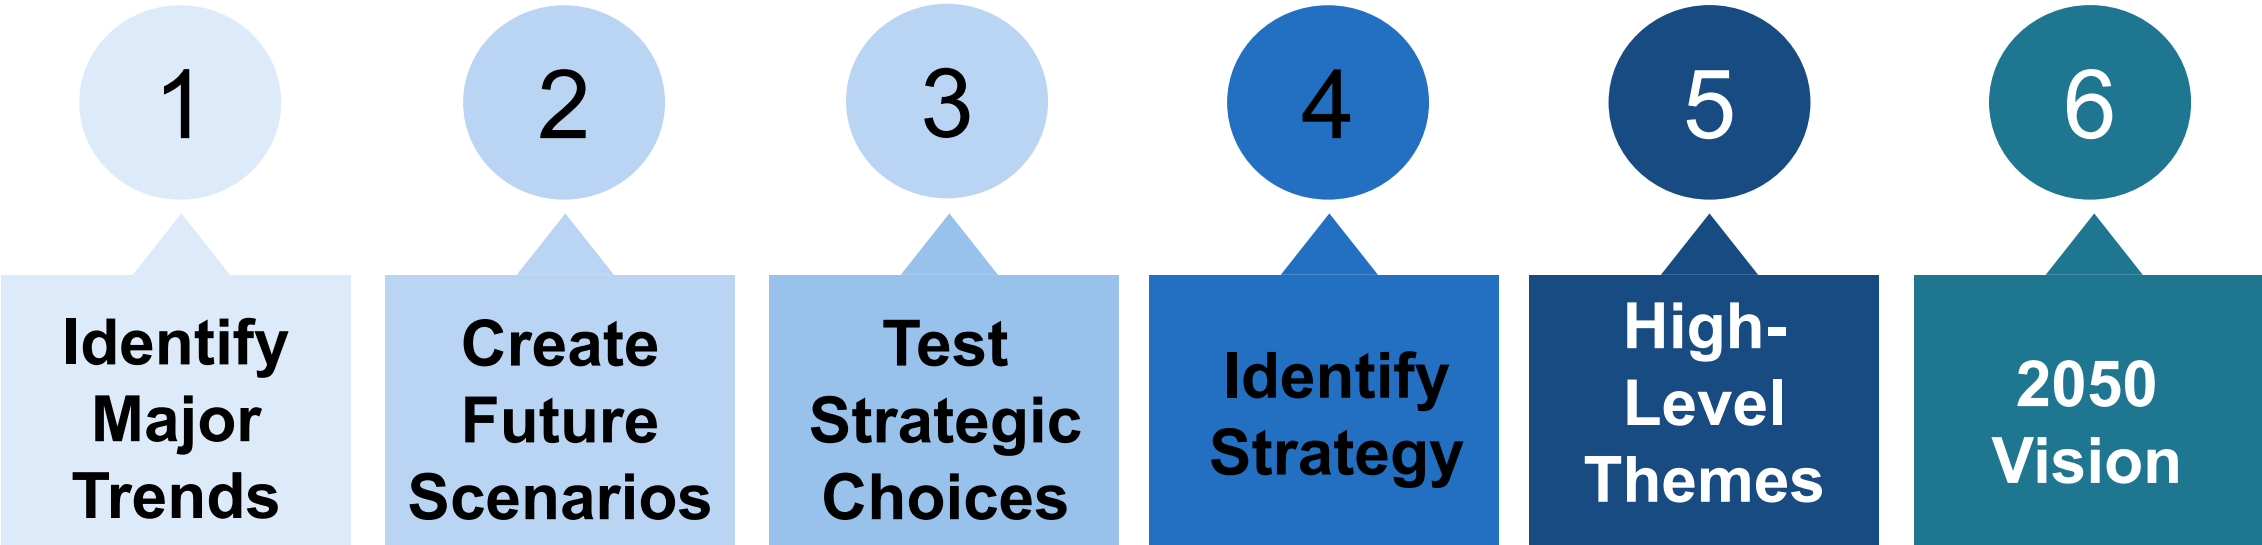 1
Identify
Major
Trends
2
Create
Future
Scenarios
3
Test
Strategic
Choices
4
Identify
Strategy
5
High-
Level
Themes
6
2050
Vision